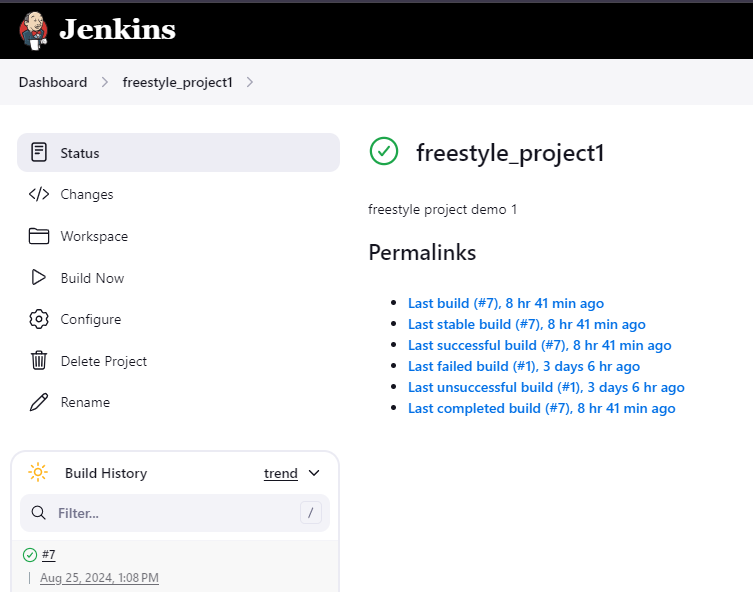 Jenkins
Dashboard > freestyle_project1 >
Status
Changes
Workspace
Build Now
Configure
Delete Project
Rename
Build History trend
Filter... /
#7
Aug 25, 2024, 1:08 PM
freestyle_project1
freestyle project demo 1
Permalinks
Last build (#7), 8 hr 41 min ago
Last stable build (#7), 8 hr 41 min ago
Last successful build (#7), 8 hr 41 min ago
Last failed build (#1), 3 days 6 hr ago
Last unsuccessful build (#1), 3 days 6 hr ago
Last completed build (#7), 8 hr 41 min ago